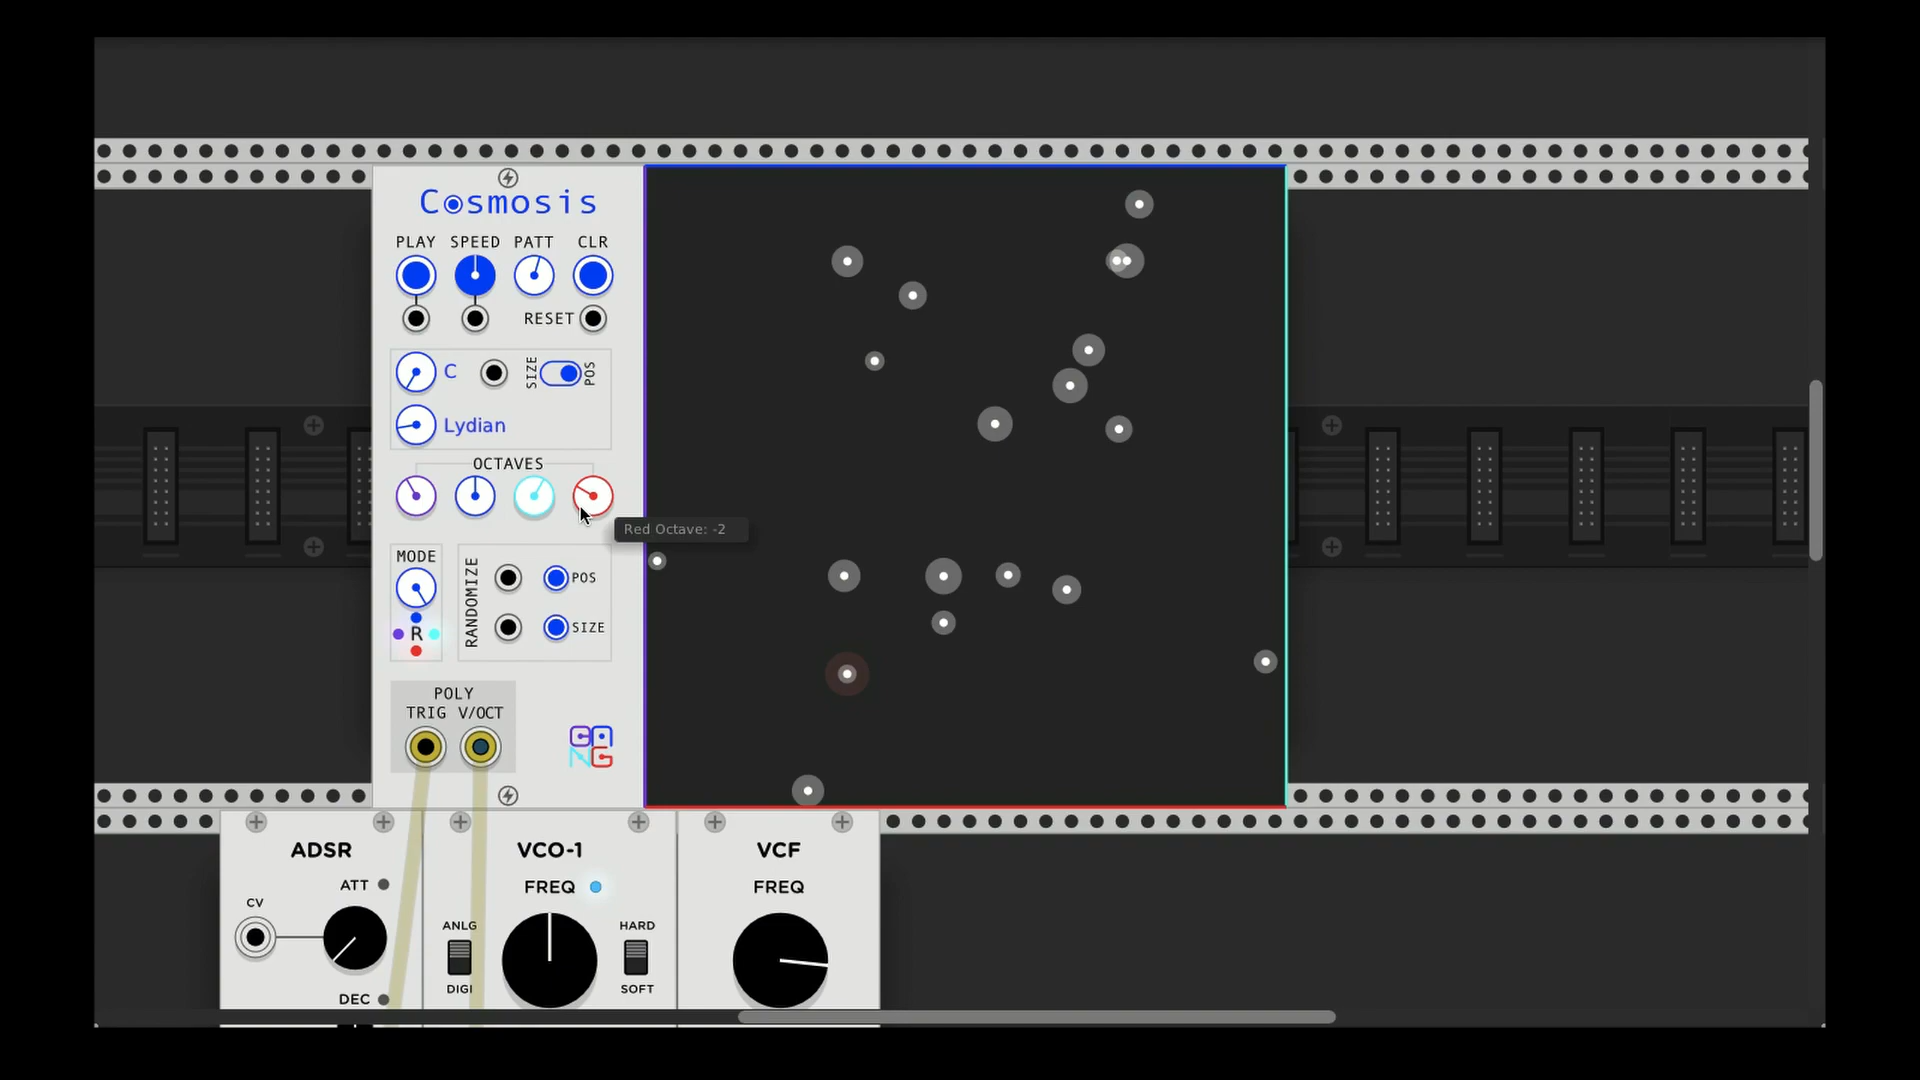 Cosmosis
PLAY SPEED PATT CLR
RESET
C SIZE POS
Lydian
OCTAVES
Red Octave: -2
MODE
R
RANDOMIZE
POS
SIZE
POLY
TRIG V/OCT
CANG
ADSR
ATT
CV
DEC
VCO-1
FREQ
ANLG HARD
DIGI SOFT
VCF
FREQ